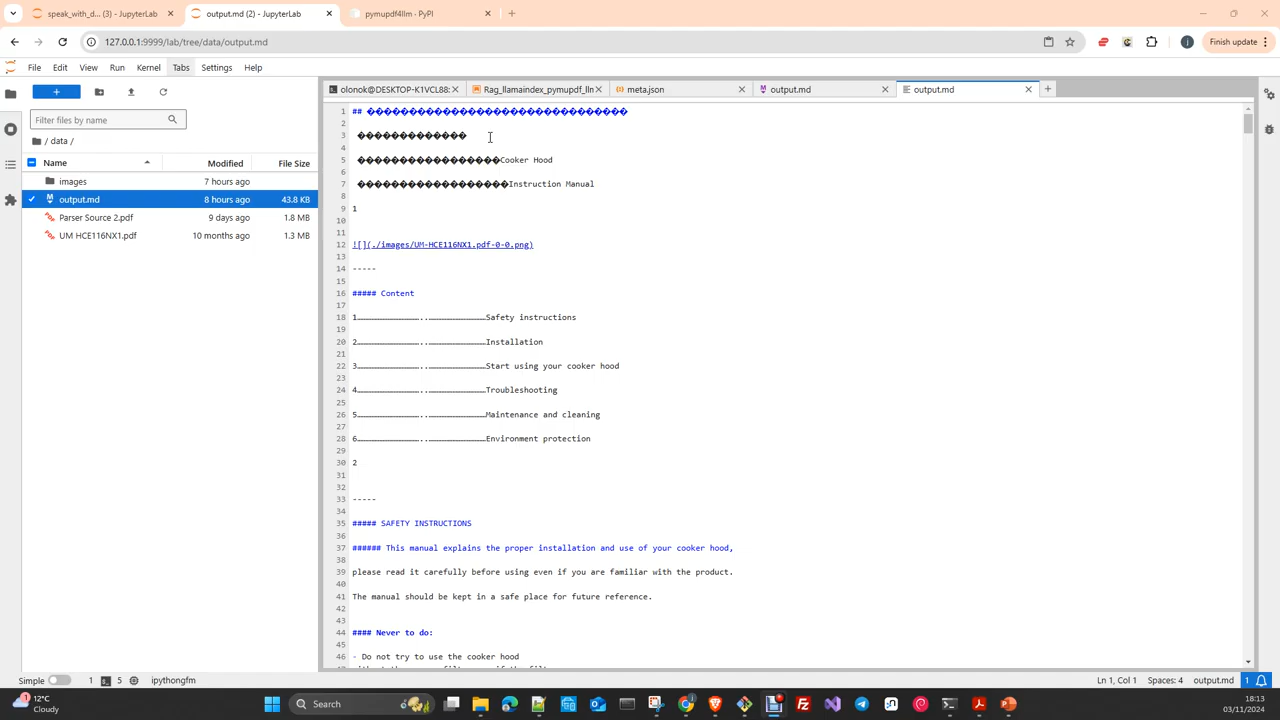 speak_with_d... (3) - JupyterLab
output.md (2) - JupyterLab
pymupdf4llm · PyPI
127.0.0.1:9999/lab/tree/data/output.md
Finish update
File Edit View Run Kernel Tabs Settings Help
Filter files by name
/ data /
Name Modified File Size
images 7 hours ago
output.md 8 hours ago 43.8 KB
Parser Source 2.pdf 9 days ago 1.8 MB
UM HCE116NX1.pdf 10 months ago 1.3 MB
olonok@DESKTOP-K1VCL88:
Rag_llamaindex_pymupdf_lln
meta.json
output.md
output.md
1 ##
2
3
4
5 Cooker Hood
6
7 Instruction Manual
8
9 1
10
11
12 ![](./images/UM-HCE116NX1.pdf-0-0.png)
13
14 -----
15
16 ##### Content
17
18 1……………………..…………………Safety instructions
19
20 2……………………..…………………Installation
21
22 3……………………..…………………Start using your cooker hood
23
24 4……………………..…………………Troubleshooting
25
26 5……………………..…………………Maintenance and cleaning
27
28 6……………………..…………………Environment protection
29
30 2
31
32
33 -----
34
35 ##### SAFETY INSTRUCTIONS
36
37 ###### This manual explains the proper installation and use of your cooker hood,
38
39 please read it carefully before using even if you are familiar with the product.
40
41 The manual should be kept in a safe place for future reference.
42
43
44 #### Never to do:
45
46 - Do not try to use the cooker hood
Simple 1 5 ipythonfm
Ln 1, Col 1 Spaces: 4 output.md 1
12°C
Cloudy
Search
18:13
03/11/2024